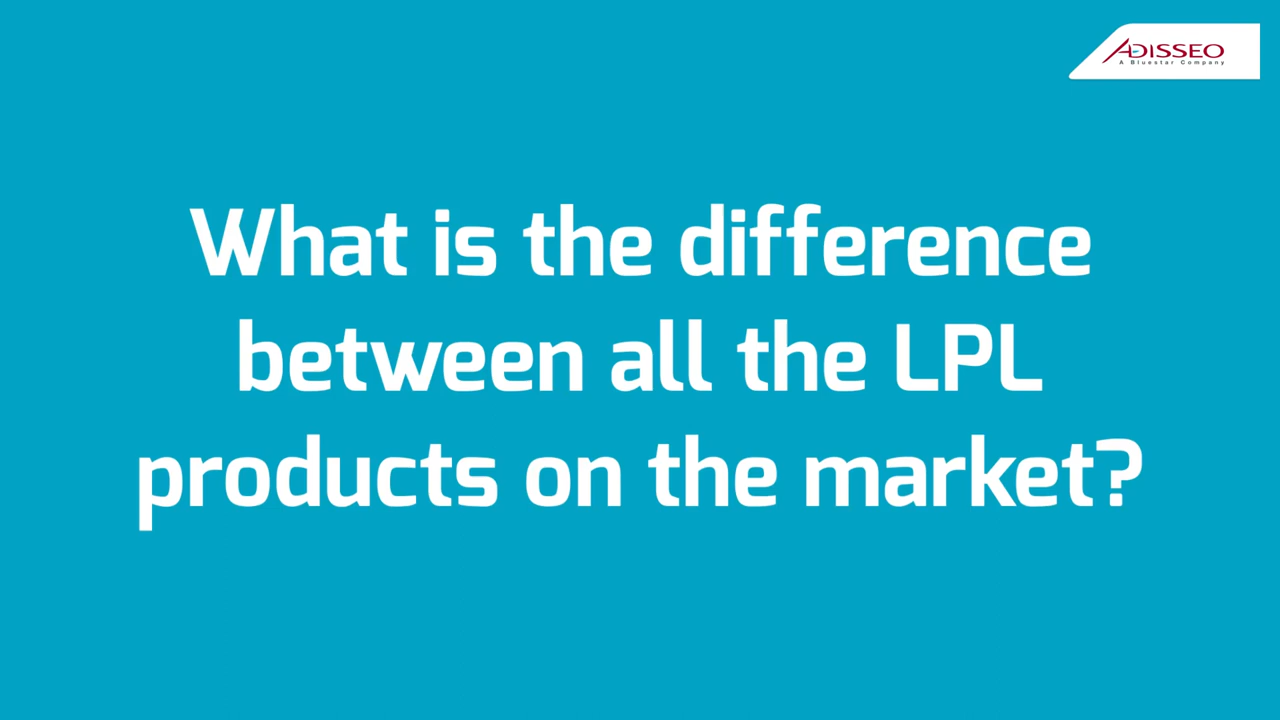 ADISSEO
A Bluestar Company
What is the difference
between all the LPL
products on the market?